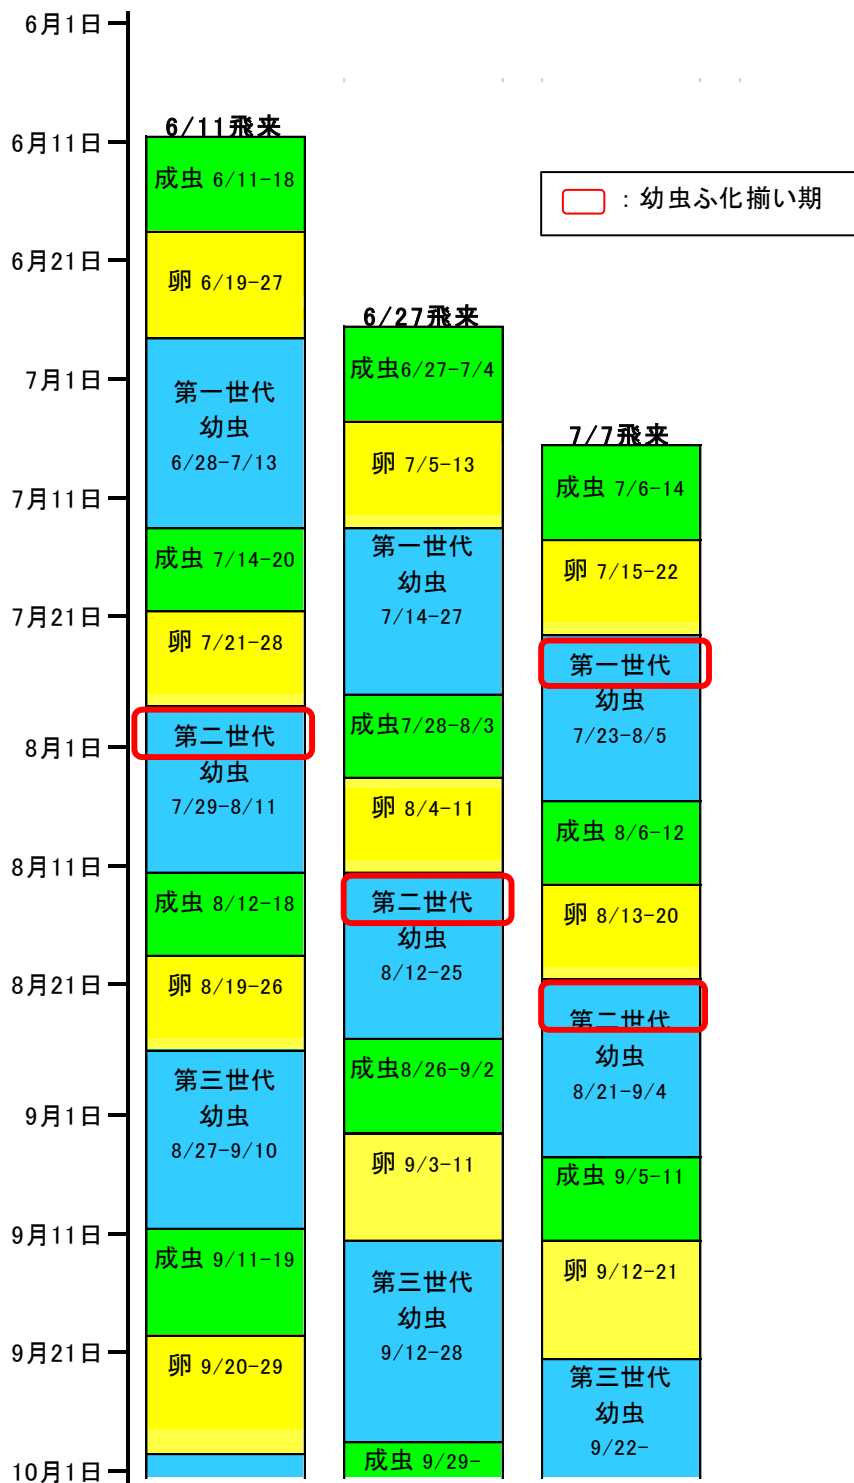 6月1日
6月11日
6月21日
7月1日
7月11日
7月21日
8月1日
8月11日
8月21日
9月1日
9月11日
9月21日
10月1日
：幼虫ふ化揃い期
6/11飛来
成虫 6/11-18
卵 6/19-27
第一世代
幼虫
6/28-7/13
成虫 7/14-20
卵 7/21-28
第二世代
幼虫
7/29-8/11
成虫 8/12-18
卵 8/19-26
第三世代
幼虫
8/27-9/10
成虫 9/11-19
卵 9/20-29
6/27飛来
成虫6/27-7/4
卵 7/5-13
第一世代
幼虫
7/14-27
成虫7/28-8/3
卵 8/4-11
第二世代
幼虫
8/12-25
成虫8/26-9/2
卵 9/3-11
第三世代
幼虫
9/12-28
成虫 9/29-
7/7飛来
成虫 7/6-14
卵 7/15-22
第一世代
幼虫
7/23-8/5
成虫 8/6-12
卵 8/13-20
第二世代
幼虫
8/21-9/4
成虫 9/5-11
卵 9/12-21
第三世代
幼虫
9/22-